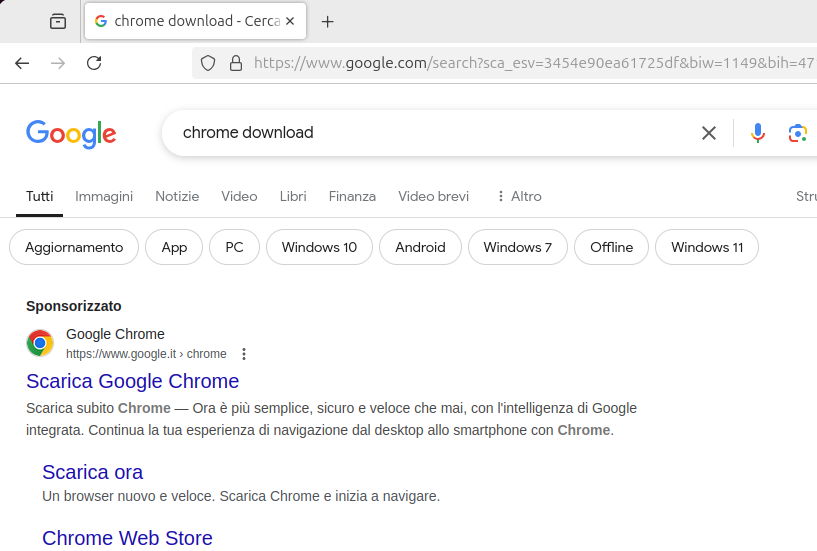 chrome download - Cerca
https://www.google.com/search?sca_esv=3454e90ea61725df&biw=1149&bih=47
Google
chrome download
Tutti Immagini Notizie Video Libri Finanza Video brevi Altro Stru
Aggiornamento App PC Windows 10 Android Windows 7 Offline Windows 11
Sponsorizzato
Google Chrome
https://www.google.it › chrome
Scarica Google Chrome
Scarica subito Chrome — Ora è più semplice, sicuro e veloce che mai, con l'intelligenza di Google
integrata. Continua la tua esperienza di navigazione dal desktop allo smartphone con Chrome.
Scarica ora
Un browser nuovo e veloce. Scarica Chrome e inizia a navigare.
Chrome Web Store